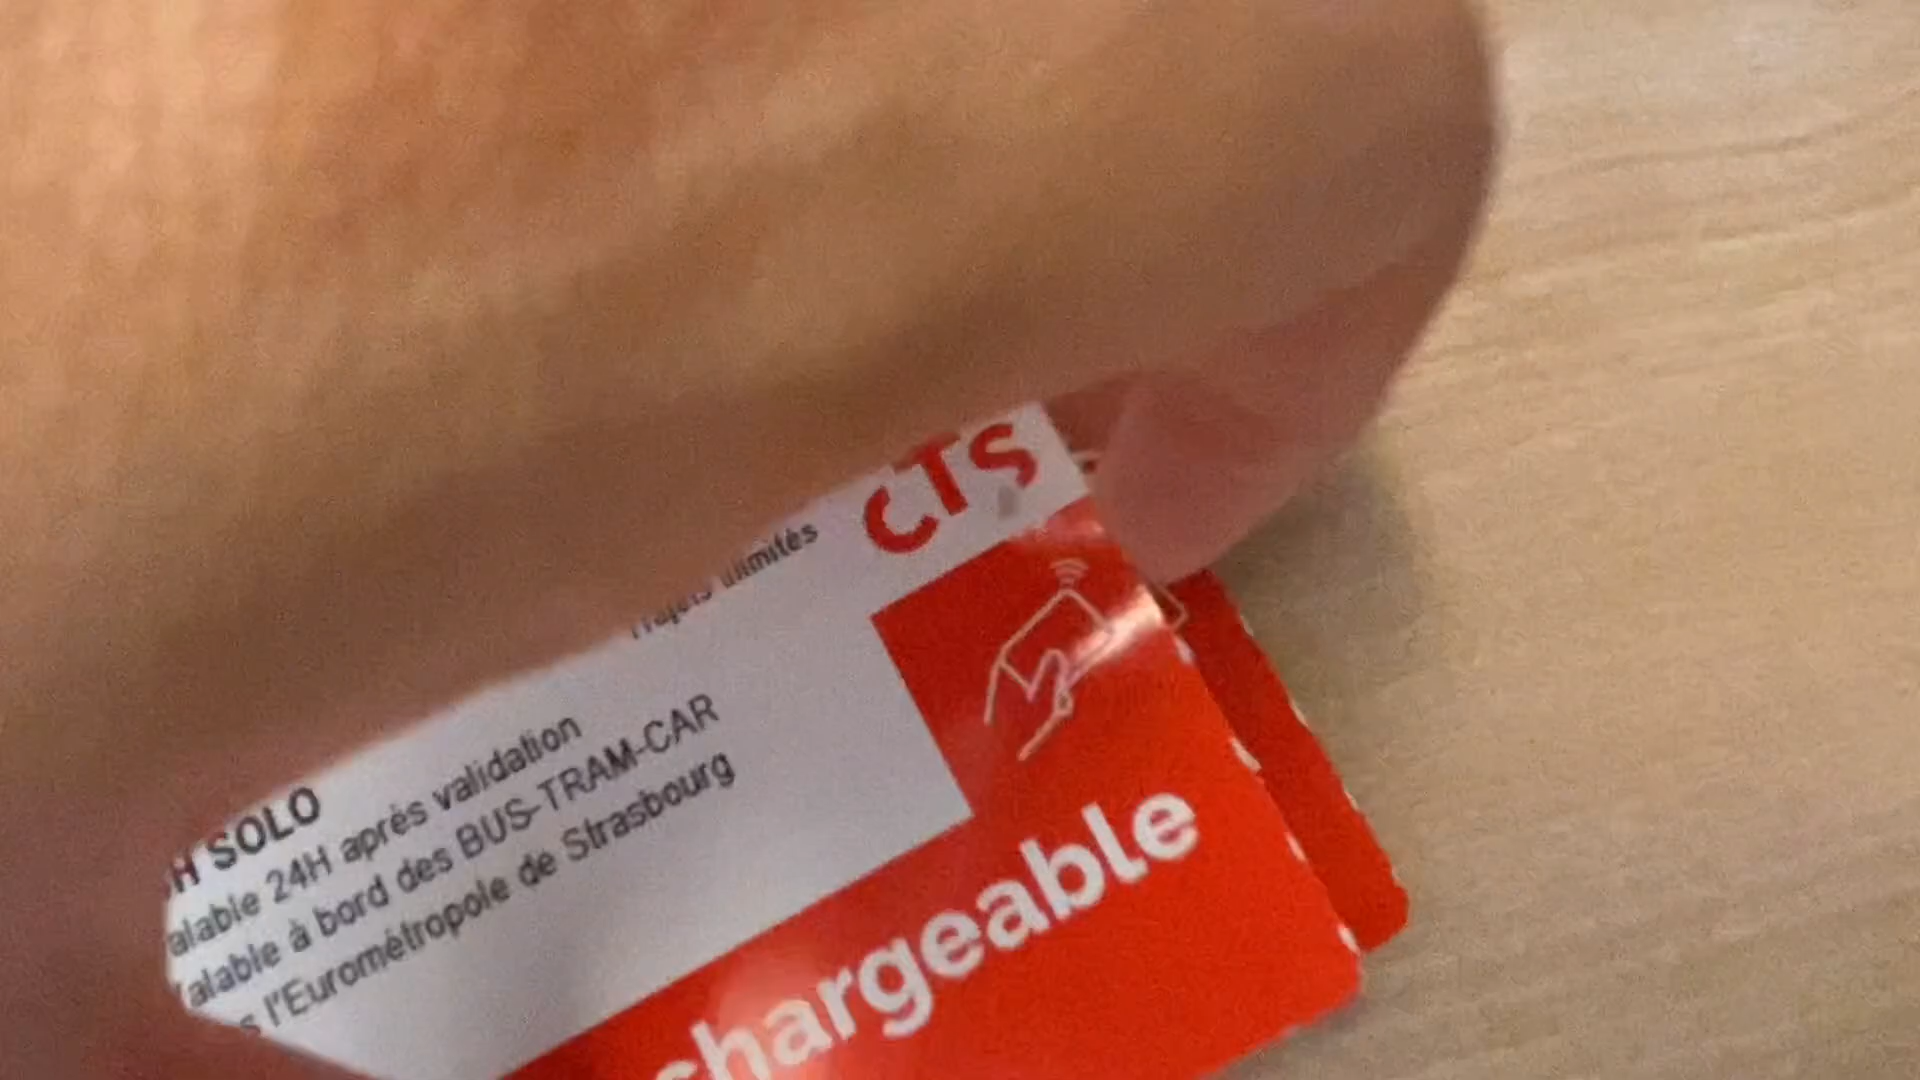 CTS
Trajets illimités
H SOLO
alable 24H après validation
alable à bord des BUS-TRAM-CAR
s l'Eurométropole de Strasbourg
chargeable